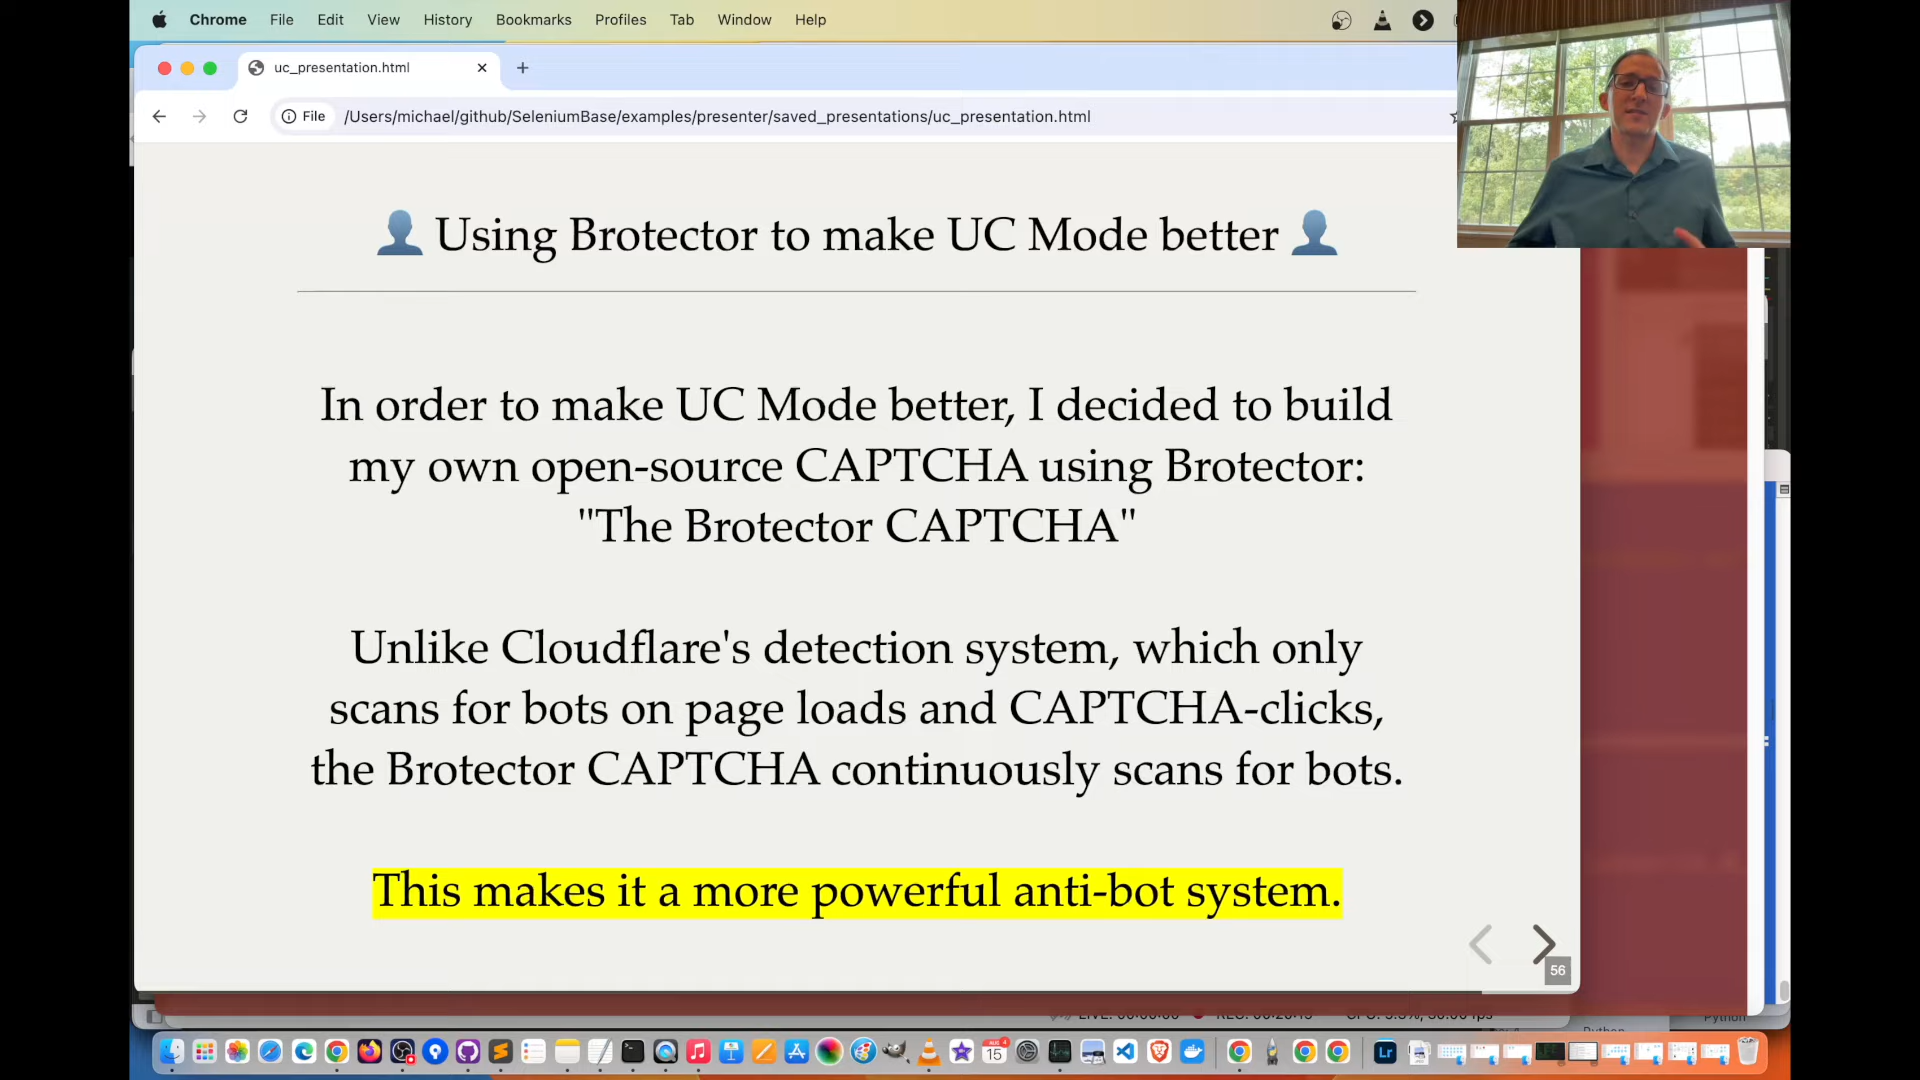 Chrome File Edit View History Bookmarks Profiles Tab Window Help
uc_presentation.html
File /Users/michael/github/SeleniumBase/examples/presenter/saved_presentations/uc_presentation.html
Using Brotector to make UC Mode better
In order to make UC Mode better, I decided to build
my own open-source CAPTCHA using Brotector:
"The Brotector CAPTCHA"
Unlike Cloudflare's detection system, which only
scans for bots on page loads and CAPTCHA-clicks,
the Brotector CAPTCHA continuously scans for bots.
This makes it a more powerful anti-bot system.
56
Python
15
Lr